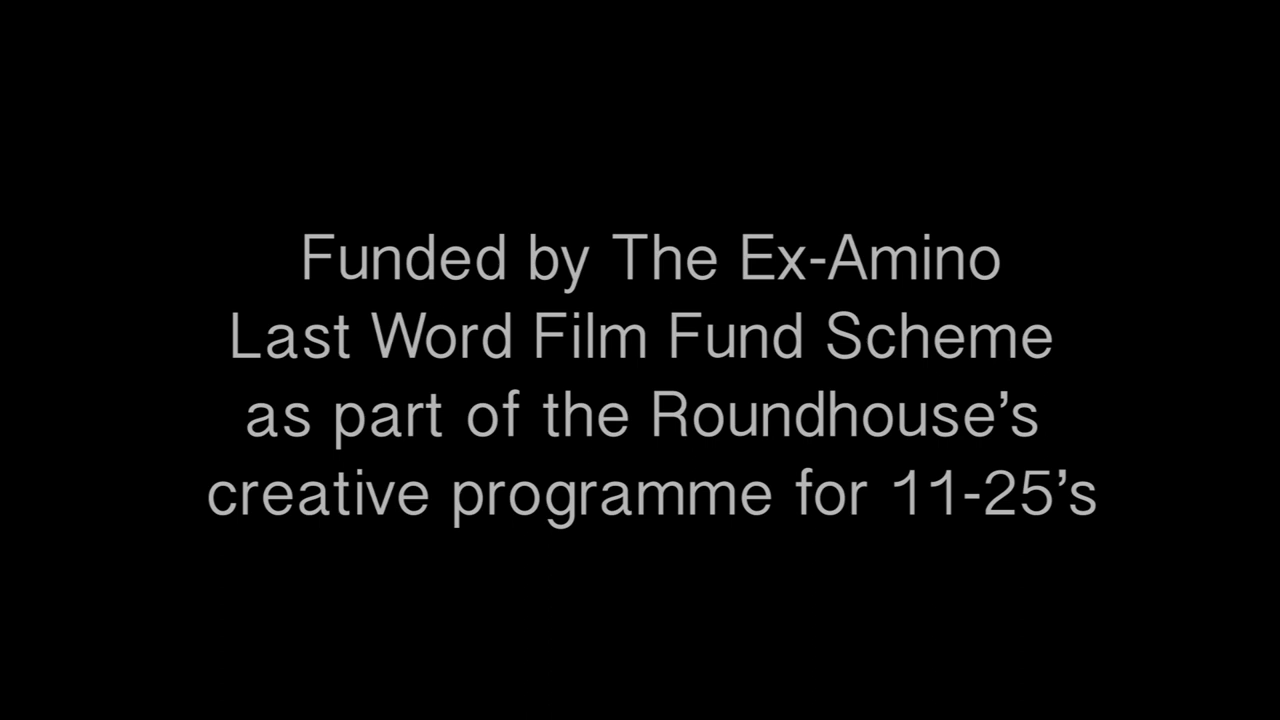 Funded by The Ex-Amino
Last Word Film Fund Scheme
as part of the Roundhouse’s
creative programme for 11-25’s